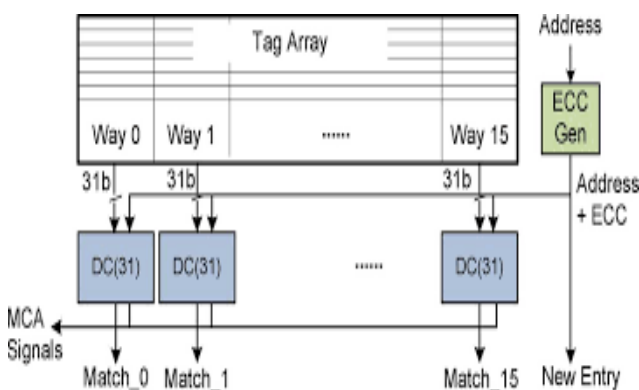 Tag Array
Address
ECC
Gen
Way 0 Way 1 ...... Way 15
31b 31b 31b
Address
+ ECC
DC(31) DC(31) ...... DC(31)
MCA
Signals
Match_0 Match_1 Match_15 New Entry